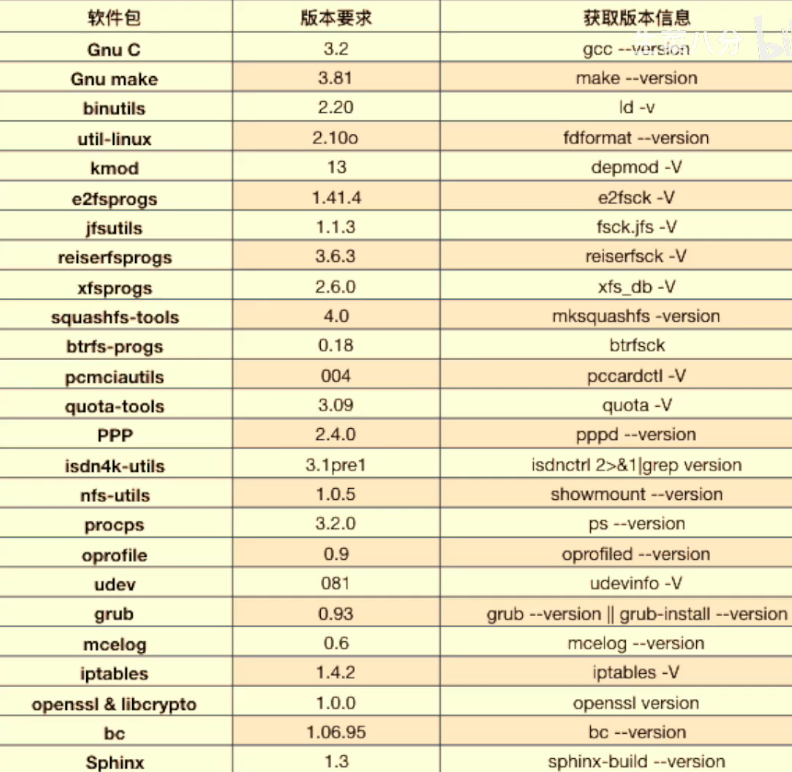 软件包 版本要求 获取版本信息
Gnu C 3.2 gcc --version
Gnu make 3.81 make --version
binutils 2.20 ld -v
util-linux 2.10o fdformat --version
kmod 13 depmod -V
e2fsprogs 1.41.4 e2fsck -V
jfsutils 1.1.3 fsck.jfs -V
reiserfsprogs 3.6.3 reiserfsck -V
xfsprogs 2.6.0 xfs_db -V
squashfs-tools 4.0 mksquashfs -version
btrfs-progs 0.18 btrfsck
pcmciautils 004 pccardctl -V
quota-tools 3.09 quota -V
PPP 2.4.0 pppd --version
isdn4k-utils 3.1pre1 isdnctrl 2>&1|grep version
nfs-utils 1.0.5 showmount --version
procps 3.2.0 ps --version
oprofile 0.9 oprofiled --version
udev 081 udevinfo -V
grub 0.93 grub --version || grub-install --version
mcelog 0.6 mcelog --version
iptables 1.4.2 iptables -V
openssl & libcrypto 1.0.0 openssl version
bc 1.06.95 bc --version
Sphinx 1.3 sphinx-build --version